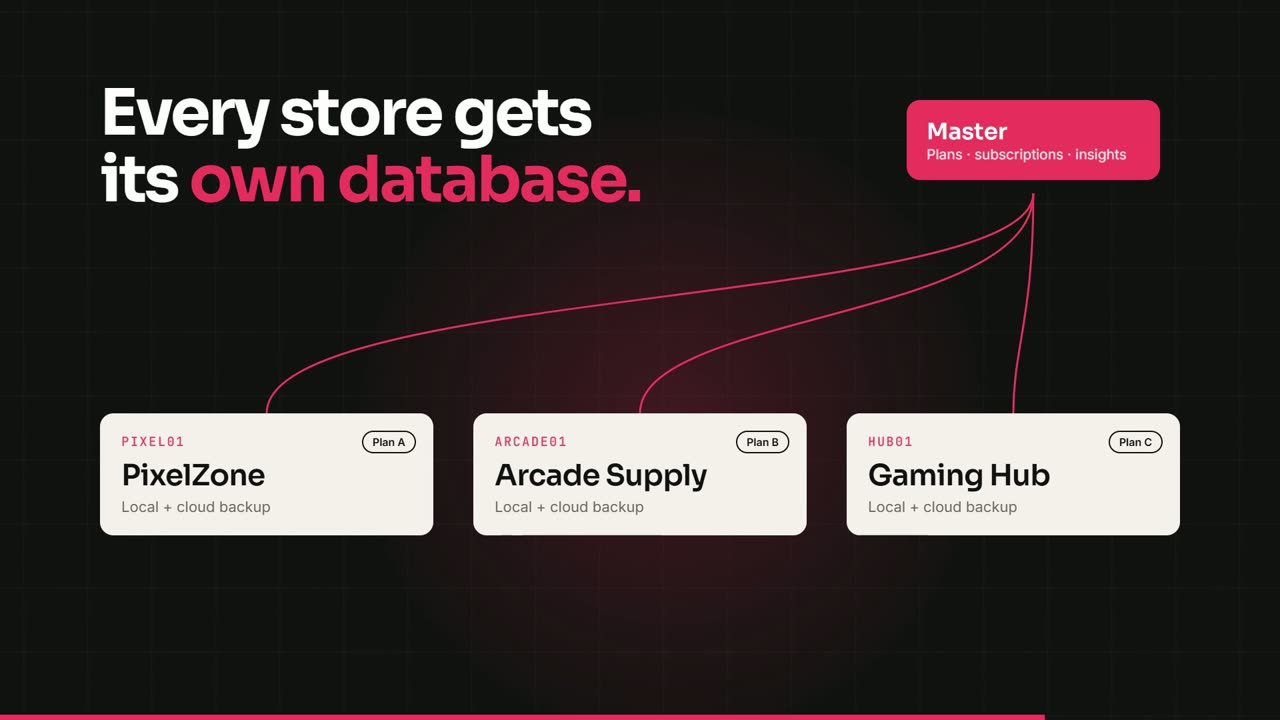 Every store gets
its own database.
Master
Plans · subscriptions · insights
PIXEL01
Plan A
PixelZone
Local + cloud backup
ARCADE01
Plan B
Arcade Supply
Local + cloud backup
HUB01
Plan C
Gaming Hub
Local + cloud backup